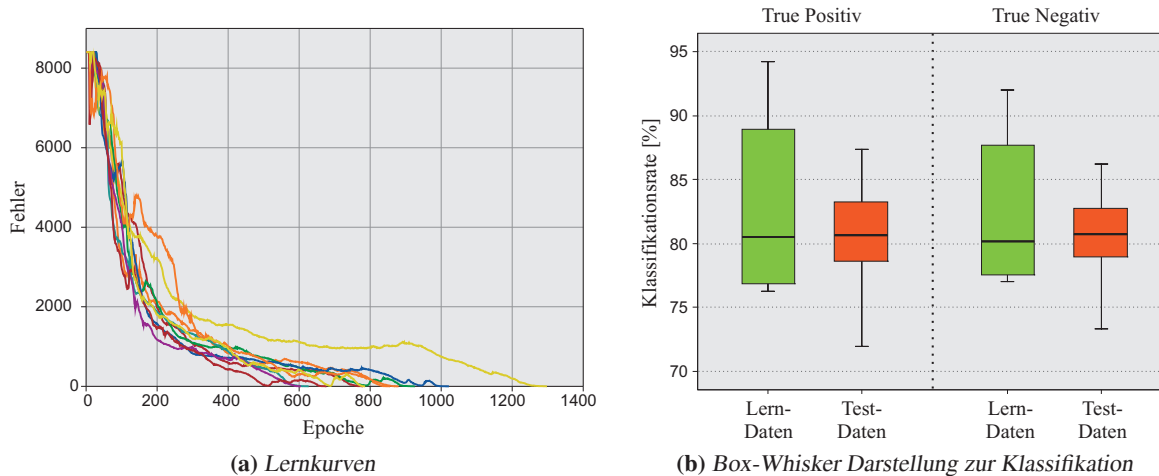 8000
6000
4000
2000
0
Fehler
0 200 400 600 800 1000 1200 1400
Epoche
(a) Lernkurven
True Positiv True Negativ
95
90
85
80
75
70
Klassifikationsrate [%]
Lern-
Daten
Test-
Daten
Lern-
Daten
Test-
Daten
(b) Box-Whisker Darstellung zur Klassifikation